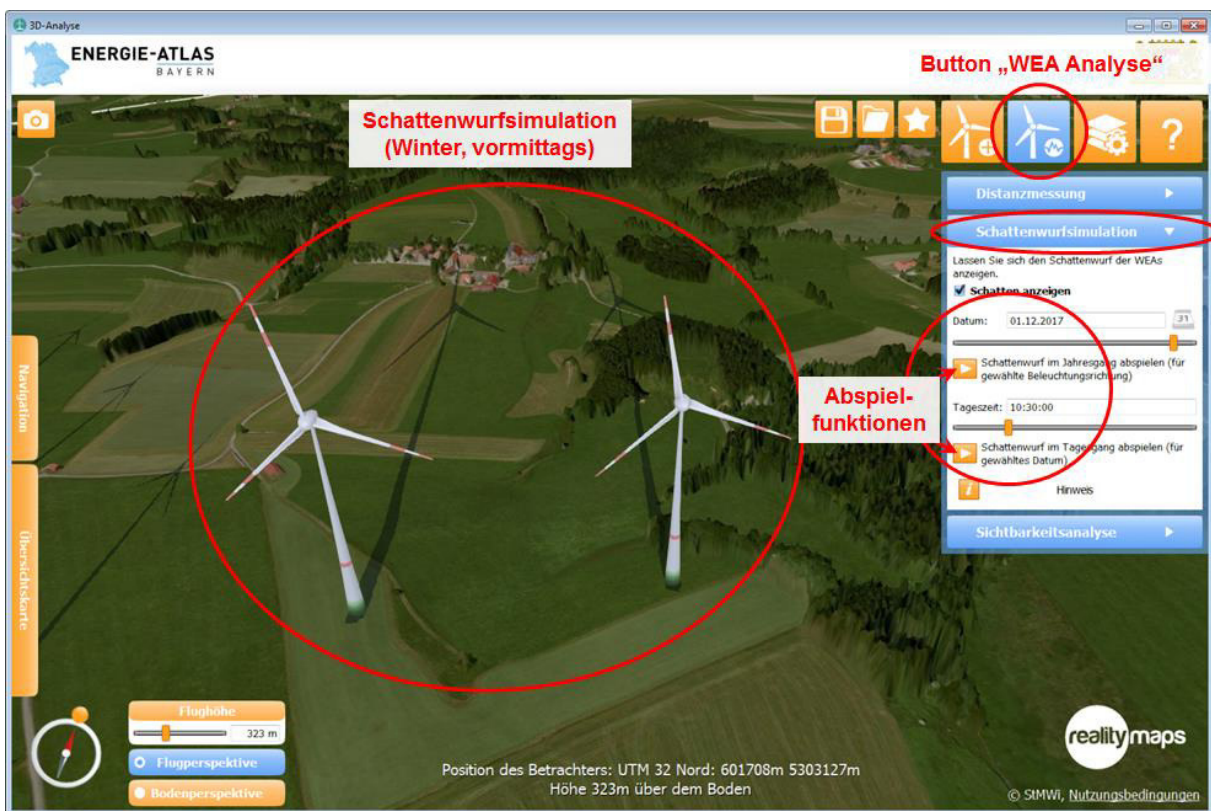 3D-Analyse
ENERGIE-ATLAS
BAYERN
Button „WEA Analyse“
Schattenwurfsimulation
(Winter, vormittags)
?
Distanzmessung
Schattenwurfsimulation
Lassen Sie sich den Schattenwurf der WEAs
anzeigen.
Schatten anzeigen
Datum: 01.12.2017
31
Schattenwurf im Jahresgang abspielen (für
gewählte Beleuchtungsrichtung)
Abspiel-
funktionen
Tageszeit: 10:30:00
Schattenwurf im Tagesgang abspielen (für
gewähltes Datum)
i
Hinweis
Sichtbarkeitsanalyse
Navigation
Übersichtskarte
Flughöhe
323 m
Flugperspektive
Bodenperspektive
Position des Betrachters: UTM 32 Nord: 601708m 5303127m
Höhe 323m über dem Boden
realitymaps
© StMWi, Nutzungsbedingungen